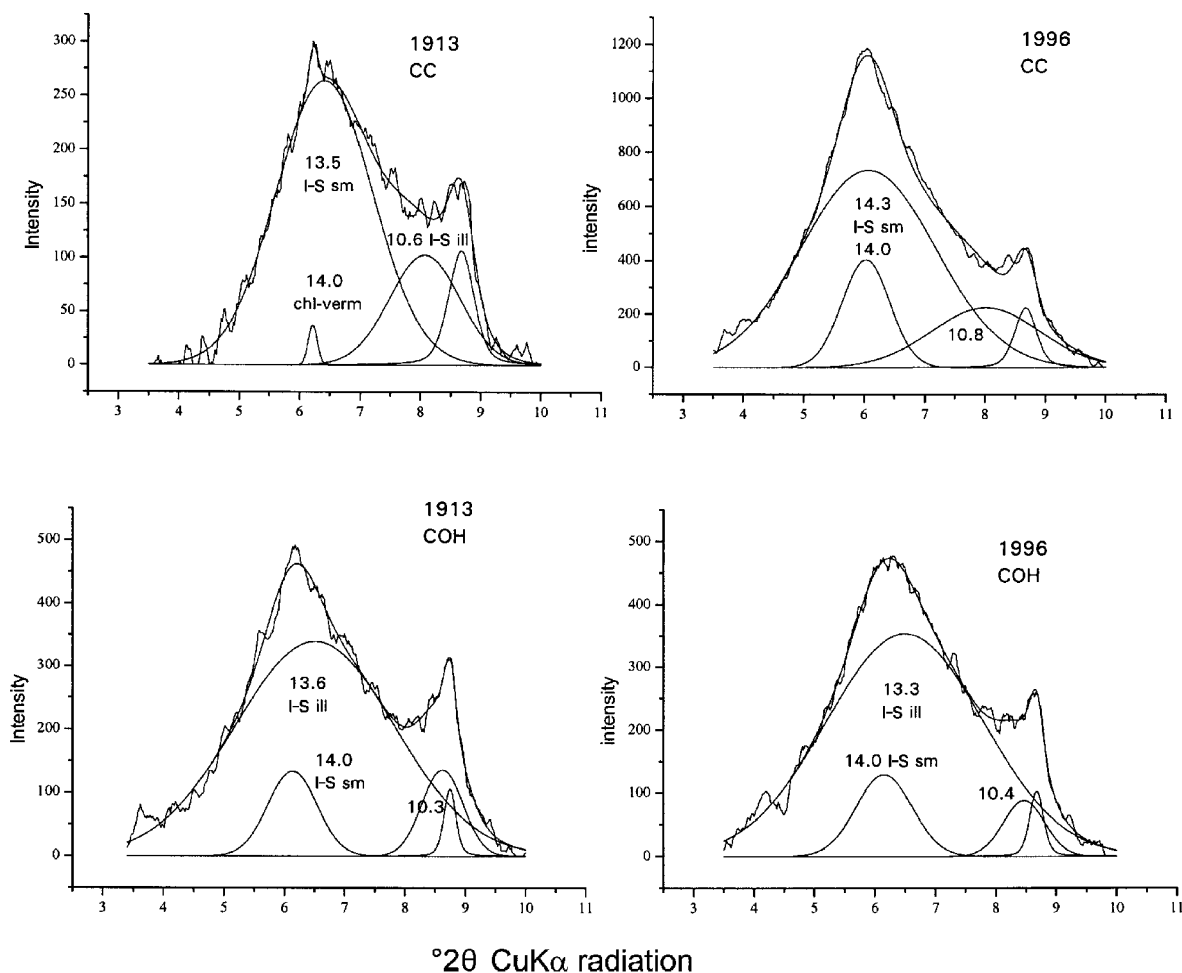 1913
CC
300
250
200
150
100
50
0
Intensity
13.5
I-S sm
10.6 I-S ill
14.0
chl-verm
3 4 5 6 7 8 9 10 11
1996
CC
1200
1000
800
600
400
200
0
intensity
14.3
I-S sm
14.0
10.8
3 4 5 6 7 8 9 10 11
1913
COH
500
400
300
200
100
0
Intensity
13.6
I-S ill
14.0
I-S sm
10.3
3 4 5 6 7 8 9 10 11
1996
COH
500
400
300
200
100
0
intensity
13.3
I-S ill
14.0 I-S sm
10.4
3 4 5 6 7 8 9 10 11
°2θ CuKα radiation